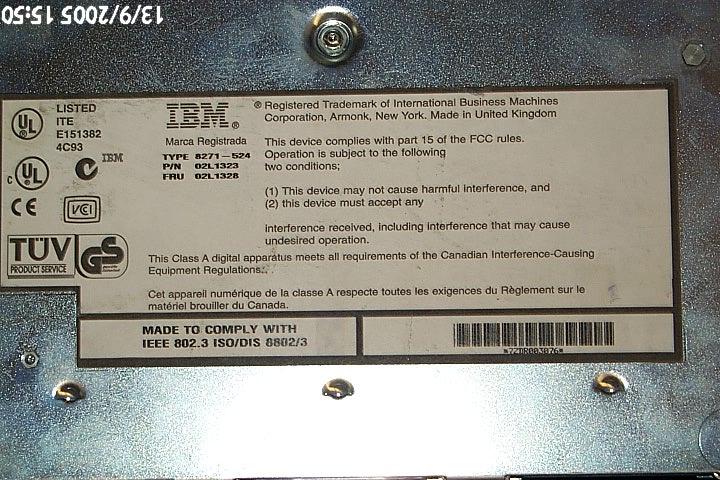 13/9/2005 15:50
LISTED
ITE
E151382
4C93
UL
IBM
C UL
CE
VCI
TÜV
PRODUCT SERVICE
GS
IBM®
Marca Registrada
TYPE 8271-524
P/N 02L1323
FRU 02L1328
® Registered Trademark of International Business Machines
Corporation, Armonk, New York. Made in United Kingdom
This device complies with part 15 of the FCC rules.
Operation is subject to the following
two conditions;
(1) This device may not cause harmful interference, and
(2) this device must accept any
interference received, including interference that may cause
undesired operation.
This Class A digital apparatus meets all requirements of the Canadian Interference-Causing
Equipment Regulations.
Cet appareil numérique de la classe A respecte toutes les exigences du Règlement sur le
matériel brouiller du Canada.
MADE TO COMPLY WITH
IEEE 802.3 ISO/DIS 8802/3